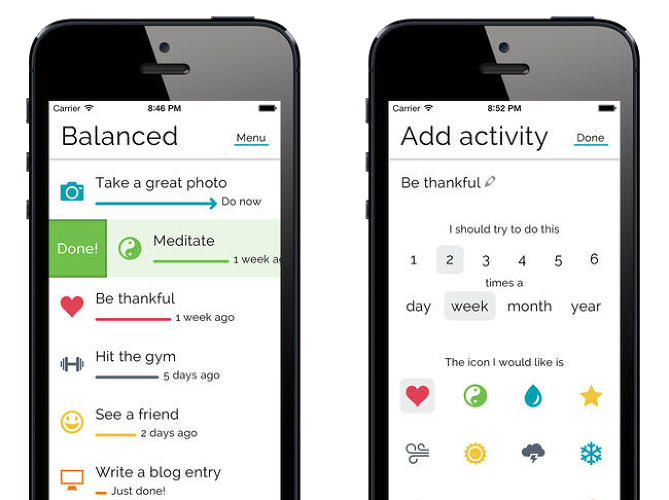 Carrier 8:46 PM
Balanced Menu
Take a great photo
Do now
Done! Meditate
1 week ag
Be thankful
1 week ago
Hit the gym
5 days ago
See a friend
2 days ago
Write a blog entry
Just done!
Carrier 8:52 PM
Add activity Done
Be thankful
I should try to do this
1 2 3 4 5 6
times a
day week month year
The icon I would like is